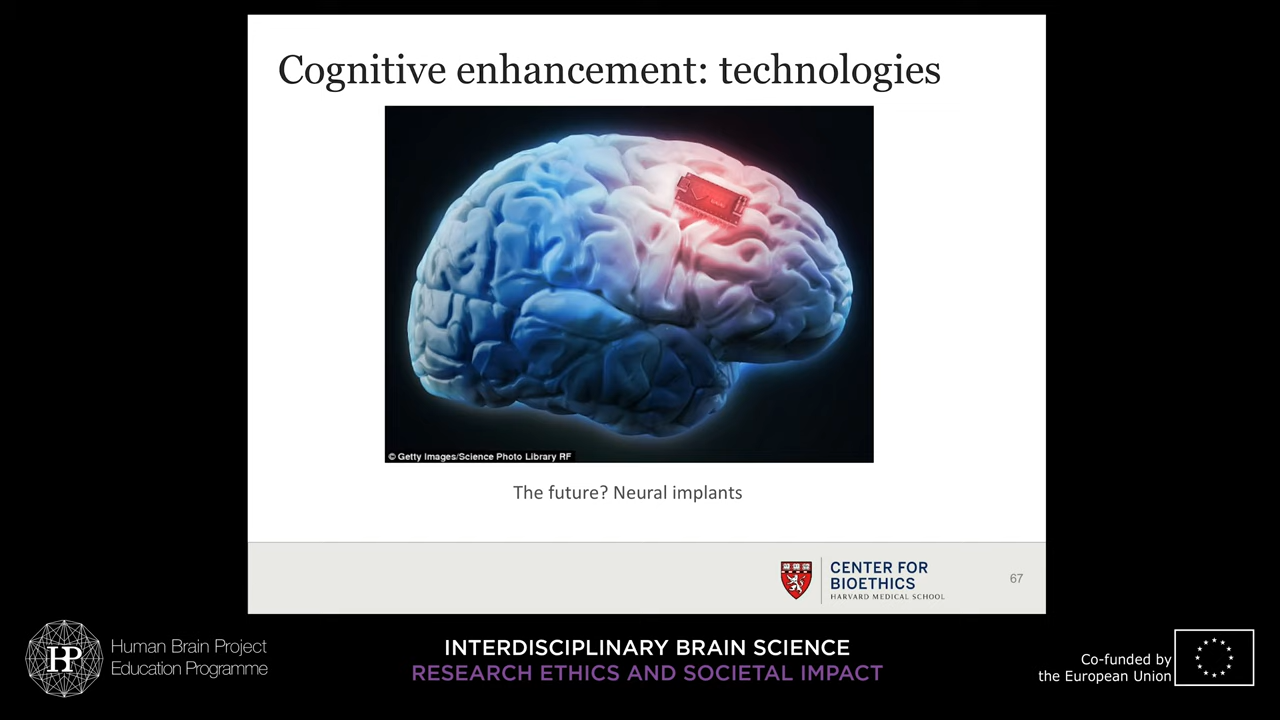 Cognitive enhancement: technologies
© Getty Images/Science Photo Library RF
The future? Neural implants
CENTER FOR
BIOETHICS
HARVARD MEDICAL SCHOOL
67
HP
Human Brain Project
Education Programme
INTERDISCIPLINARY BRAIN SCIENCE
RESEARCH ETHICS AND SOCIETAL IMPACT
Co-funded by
the European Union